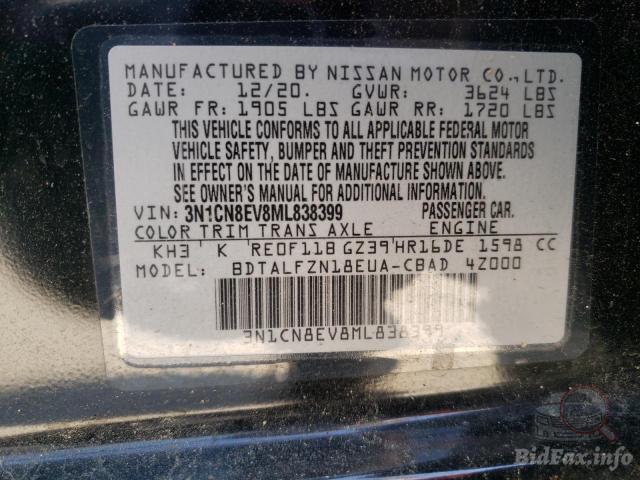 MANUFACTURED BY NISSAN MOTOR CO., LTD.
DATE: 12/20. GVWR: 3624 LBS
GAWR FR: 1905 LBS GAWR RR: 1720 LBS
THIS VEHICLE CONFORMS TO ALL APPLICABLE FEDERAL MOTOR
VEHICLE SAFETY, BUMPER AND THEFT PREVENTION STANDARDS
IN EFFECT ON THE DATE OF MANUFACTURE SHOWN ABOVE.
SEE OWNER'S MANUAL FOR ADDITIONAL INFORMATION.
VIN: 3N1CN8EV8ML838399 PASSENGER CAR.
COLOR TRIM TRANS AXLE ENGINE
KH3 K RE0F11B GZ39 HR16DE 1598 CC
MODEL: BDTALFZN18EUA-CBAD 4Z000
3N1CN8EV8ML838399
BidFax.info